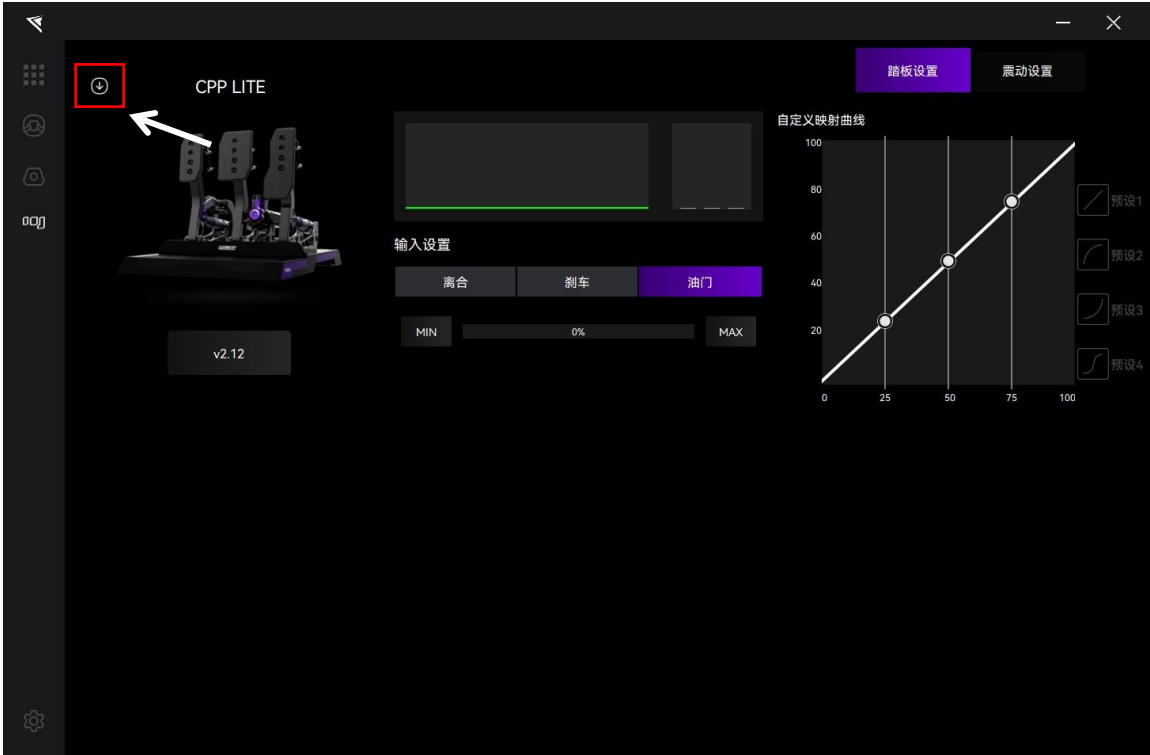 CPP LITE
踏板设置
震动设置
自定义映射曲线
100
80
60
40
20
0
25
50
75
100
预设1
预设2
预设3
预设4
输入设置
离合
刹车
油门
MIN
0%
MAX
v2.12